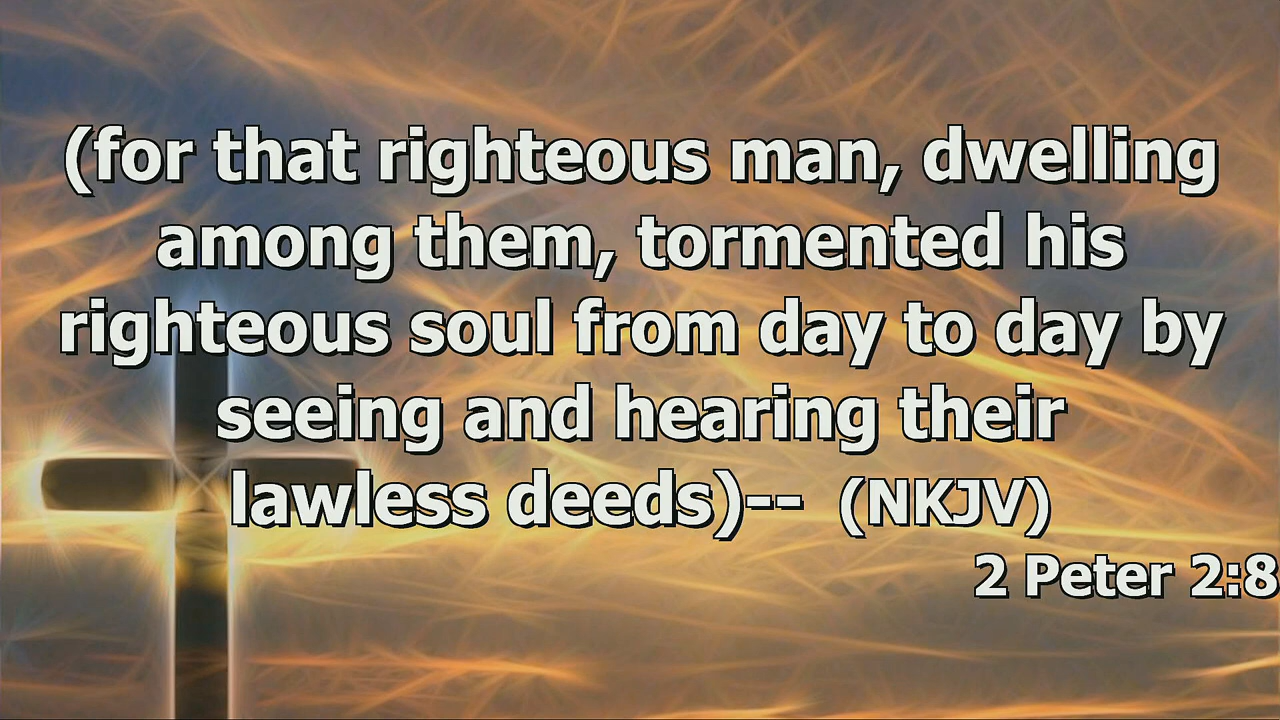 (for that righteous man, dwelling
among them, tormented his
righteous soul from day to day by
seeing and hearing their
lawless deeds)-- (NKJV)
2 Peter 2:8